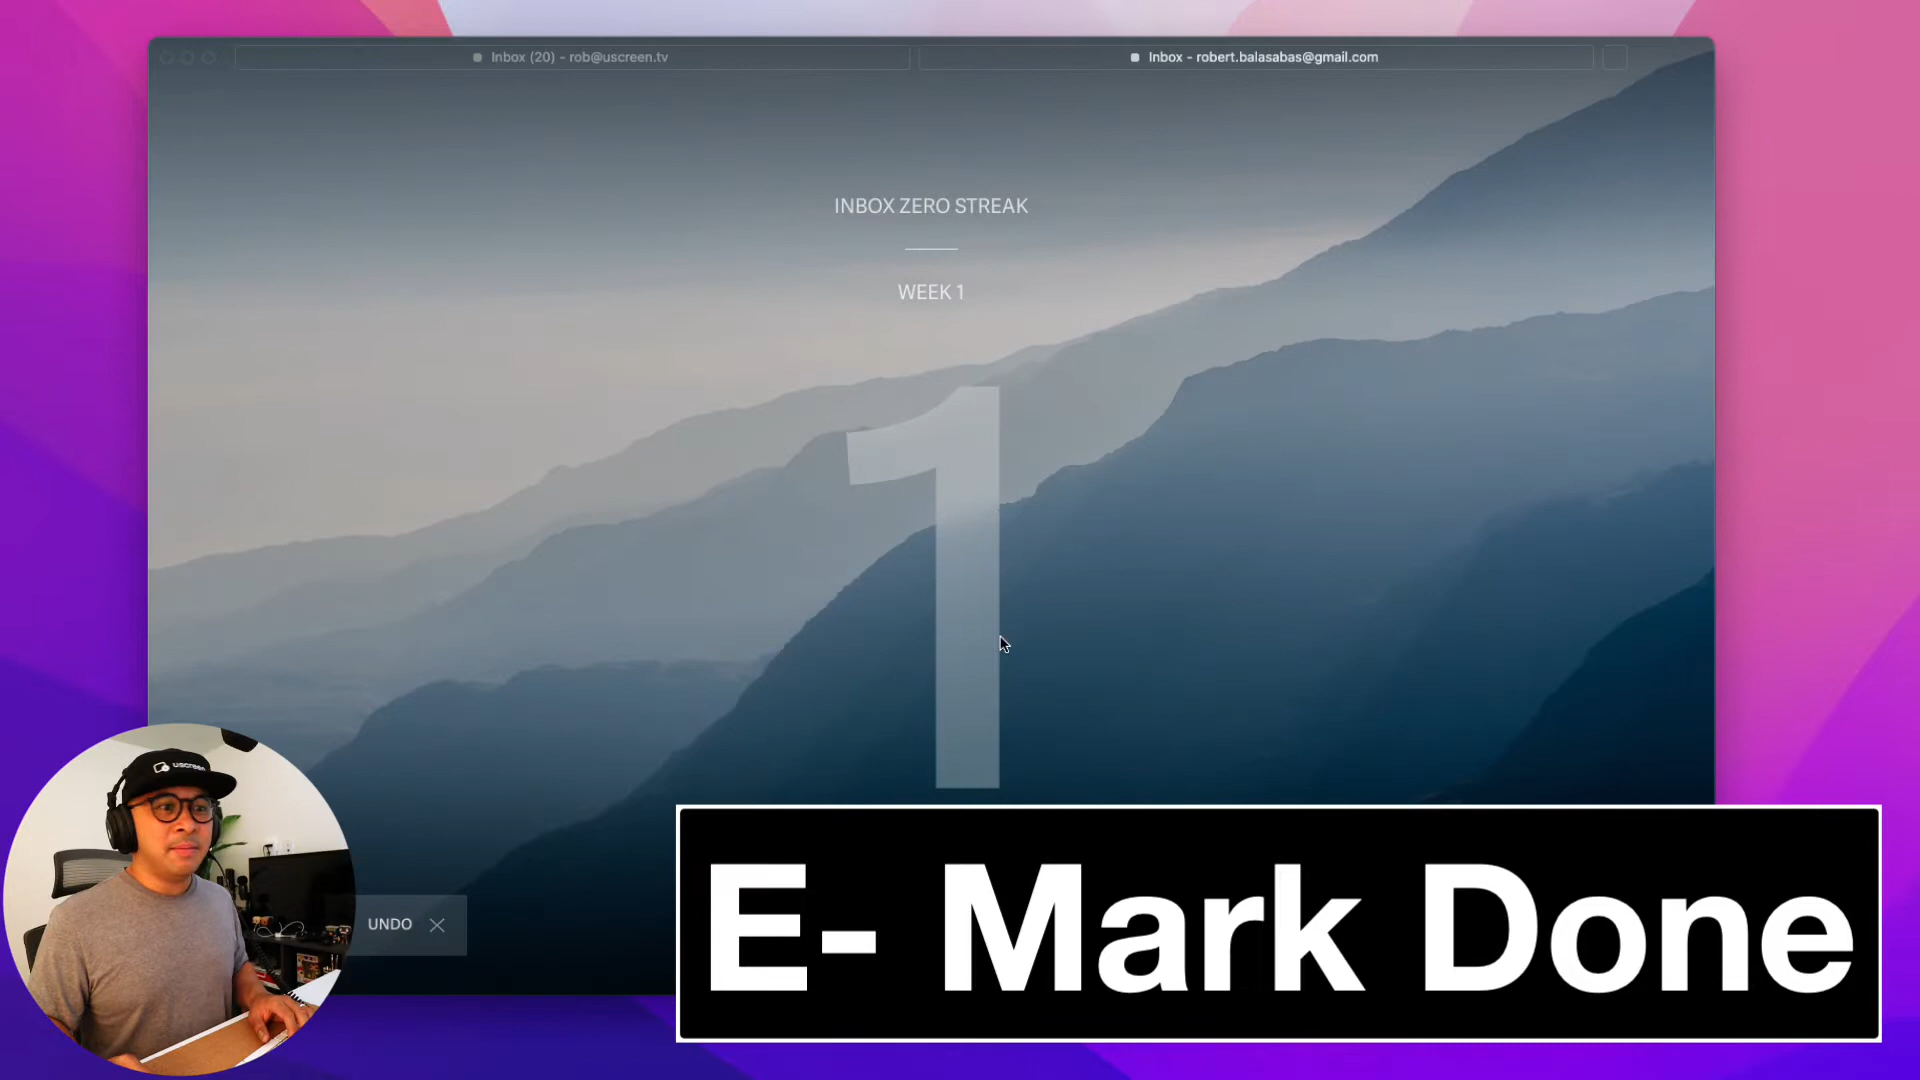 Inbox (20) - rob@uscreen.tv
Inbox - robert.balasabas@gmail.com
INBOX ZERO STREAK
WEEK 1
1
uscreen
UNDO
E- Mark Done